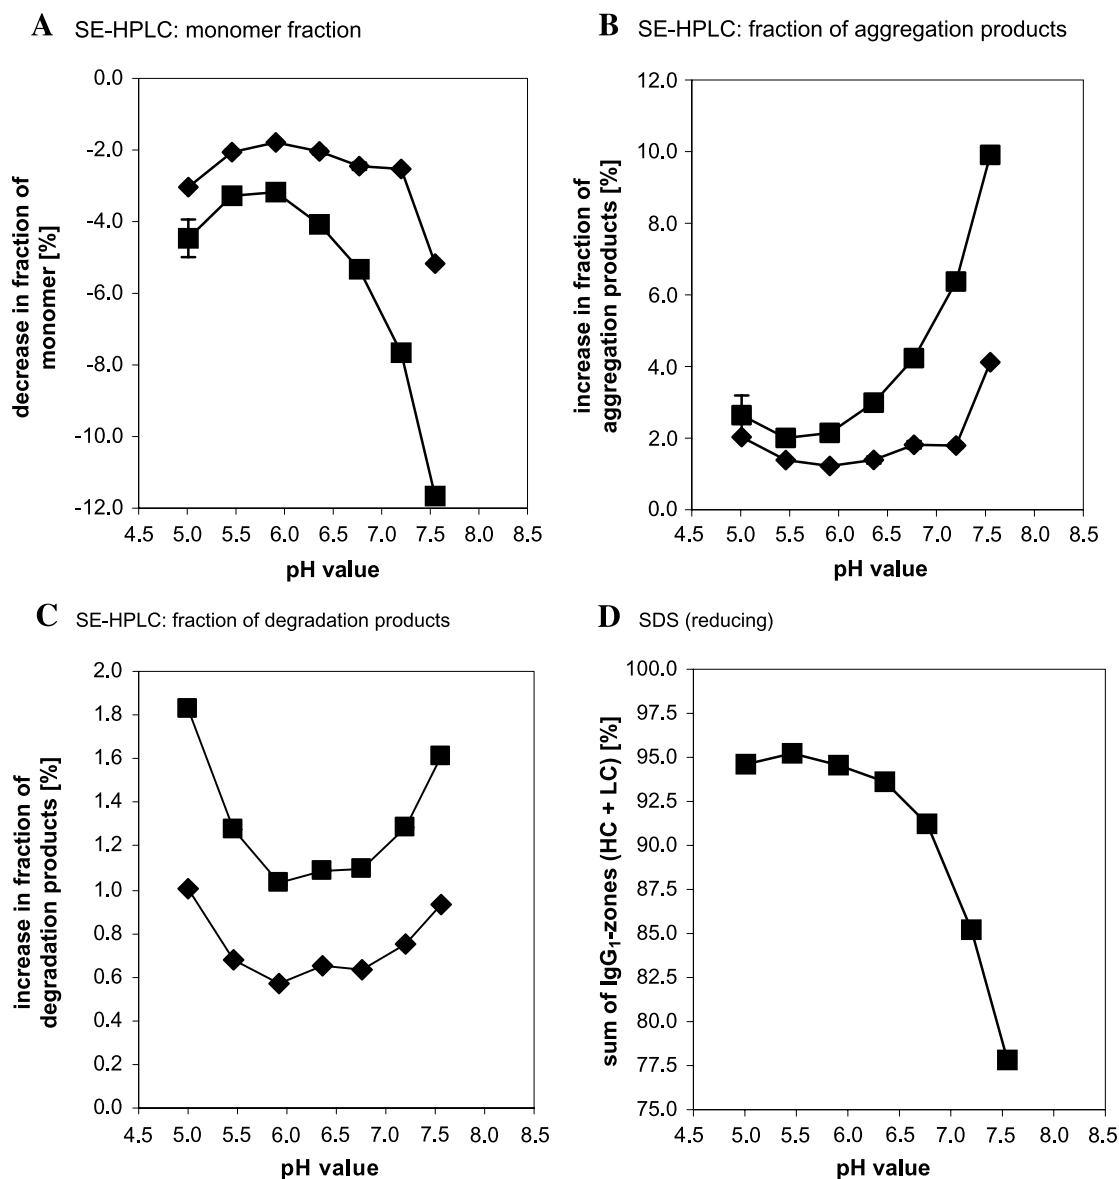 A SE-HPLC: monomer fraction
decrease in fraction of
monomer [%]
0.0
-2.0
-4.0
-6.0
-8.0
-10.0
-12.0
4.5 5.0 5.5 6.0 6.5 7.0 7.5 8.0 8.5
pH value
B SE-HPLC: fraction of aggregation products
increase in fraction of
aggregation products [%]
12.0
10.0
8.0
6.0
4.0
2.0
0.0
4.5 5.0 5.5 6.0 6.5 7.0 7.5 8.0 8.5
pH value
C SE-HPLC: fraction of degradation products
increase in fraction of
degradation products [%]
2.0
1.8
1.6
1.4
1.2
1.0
0.8
0.6
0.4
0.2
0.0
4.5 5.0 5.5 6.0 6.5 7.0 7.5 8.0 8.5
pH value
D SDS (reducing)
sum of IgG₁-zones (HC + LC) [%]
100.0
97.5
95.0
92.5
90.0
87.5
85.0
82.5
80.0
77.5
75.0
4.5 5.0 5.5 6.0 6.5 7.0 7.5 8.0 8.5
pH value